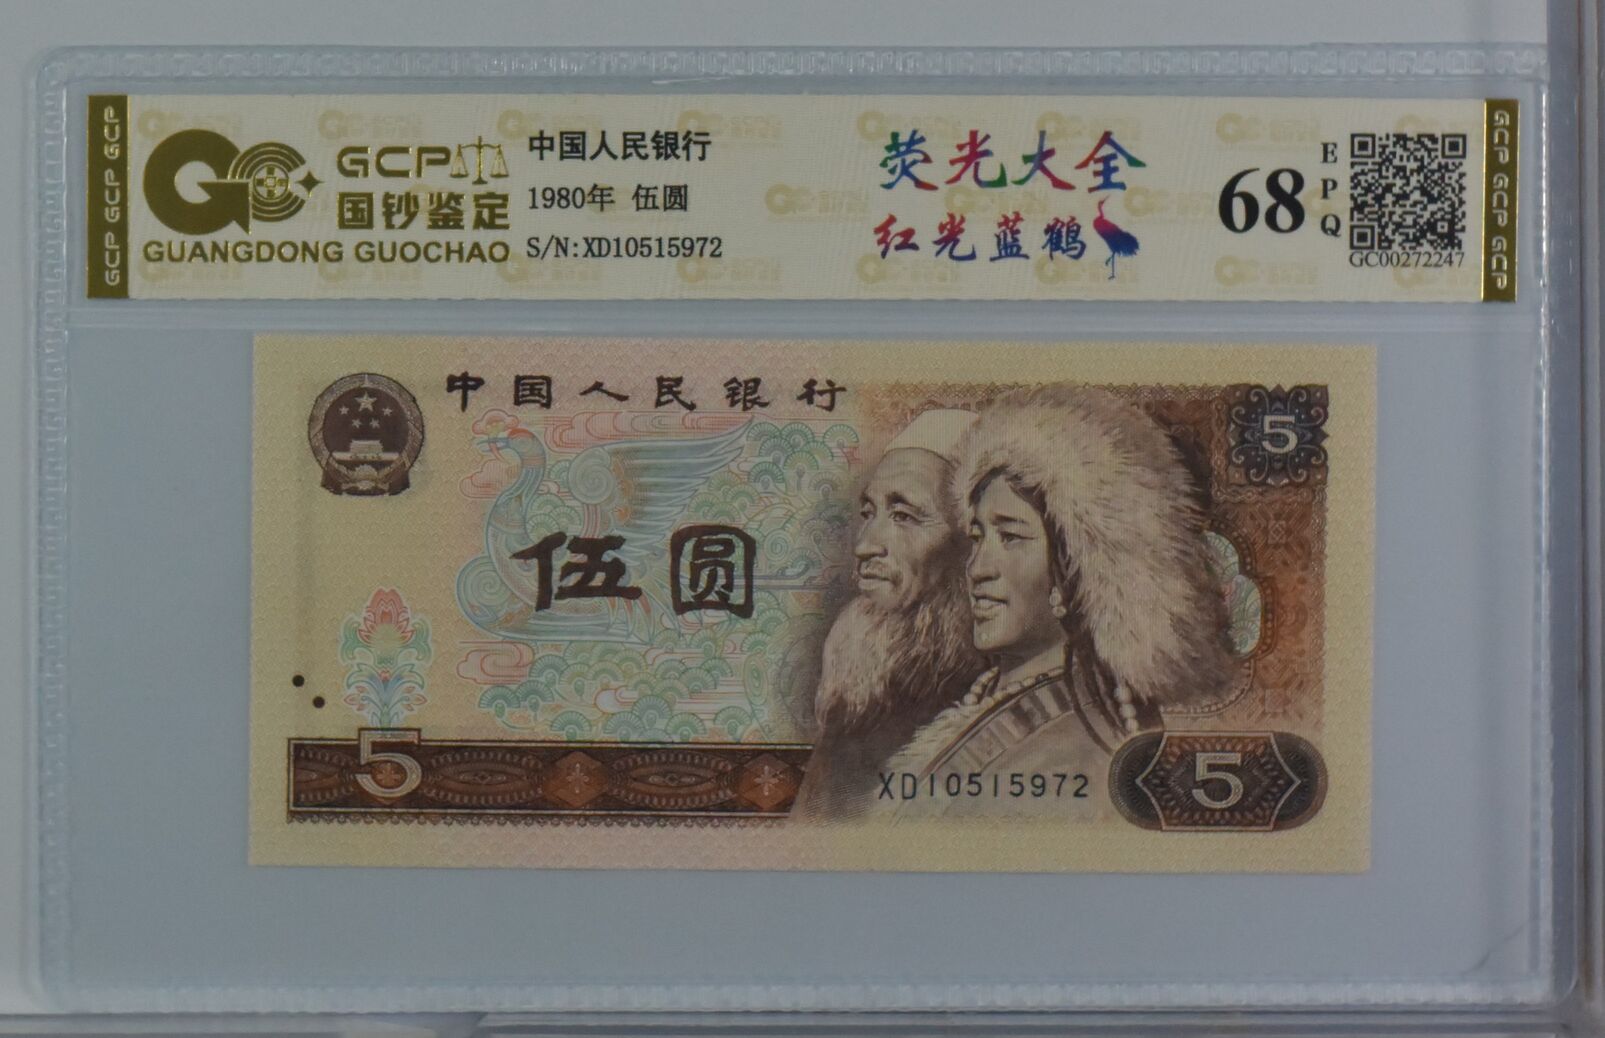 GCP GCP GCP
GCP
国钞鉴定
GUANGDONG GUOCHAO
中国人民银行
1980年 伍圆
S/N:XD10515972
荧光大全
红光蓝鹤
68
EPQ
GC00272247
GCP GCP GCP
中国人民银行
5
伍圆
5
XD10515972
5